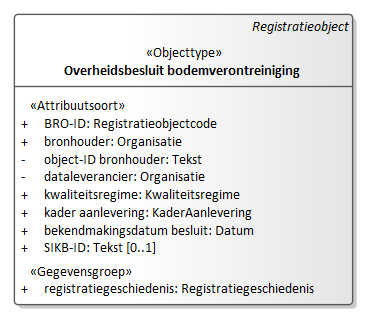 Registratieobject
«Objecttype»
Overheidsbesluit bodemverontreiniging
«Attribuutsoort»
+ BRO-ID: Registratieobjectcode
+ bronhouder: Organisatie
- object-ID bronhouder: Tekst
- dataleverancier: Organisatie
+ kwaliteitsregime: Kwaliteitsregime
+ kader aanlevering: KaderAanlevering
+ bekendmakingsdatum besluit: Datum
+ SIKB-ID: Tekst [0..1]
«Gegevensgroep»
+ registratiegeschiedenis: Registratiegeschiedenis